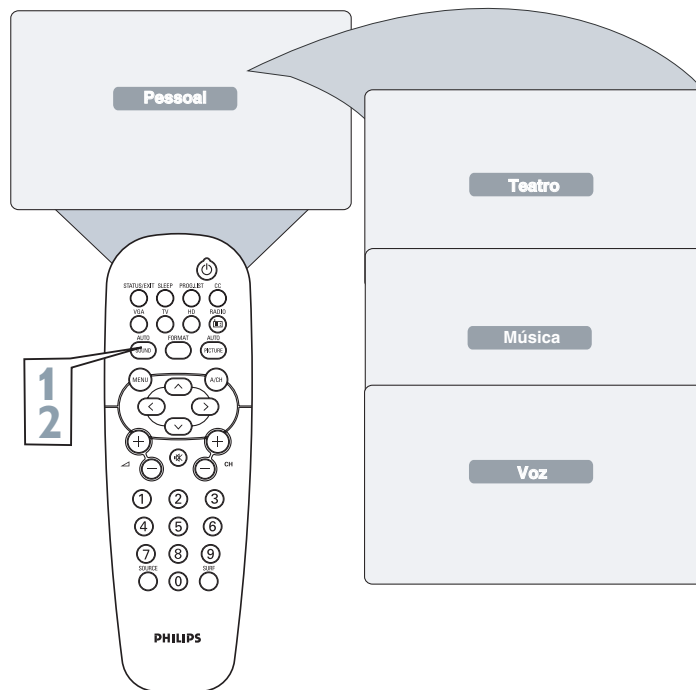 Pessoal
Teatro
Música
Voz
STATUS/EXIT SLEEP PROG.LIST CC
VGA TV HD RADIO
AUTO FORMAT AUTO
SOUND PICTURE
1
2
MENU A/CH
CH
1 2 3
4 5 6
7 8 9
SOURCE 0 SURF
PHILIPS